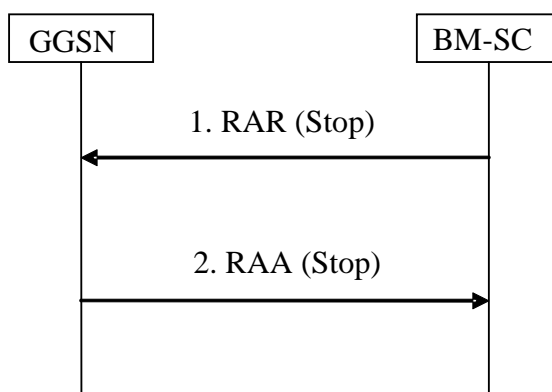 GGSN
BM-SC
1. RAR (Stop)
2. RAA (Stop)